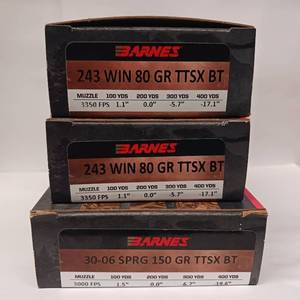 BARNES
243 WIN 80 GR TTSX BT
MUZZLE 100 YDS 200 YDS 300 YDS 400 YDS
3350 FPS 1.1" 0.0" -5.7" -17.1"
BARNES
243 WIN 80 GR TTSX BT
MUZZLE 100 YDS 200 YDS 300 YDS 400 YDS
3350 FPS 1.1" 0.0" -5.7" -17.1"
BARNES
30-06 SPRG 150 GR TTSX BT
MUZZLE 100 YDS 200 YDS 300 YDS 400 YDS
3000 FPS 1.5" 0.0" 6.7" -19.6"